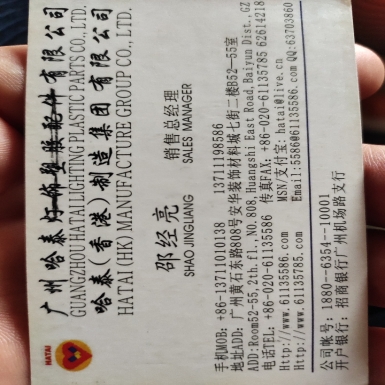 广州哈泰灯饰塑胶配件有限公司
GUANGZHOU HATAI LIGHTING PLASTIC PARTS CO.,LTD.
哈泰(香港)制造集团有限公司
HATAI (HK) MANUFACTURE GROUP CO., LTD.
HATAI
邵经亮 销售总经理
SHAO JINGLIANG SALES MANAGER
手机MOB: +86-13711010138 13711198586
地址ADD: 广州黄石东路808号安华装饰材料城七街二楼B52—55室
ADD:Room52-55,2th.fl.,NO.808,Huangshi East Road,Baiyun Dist.,GZ
电话TEL: +86-020-61135586 传真FAX: +86-020-61135785 62614218
Http://www.61135586.com MSN/支付宝:hatai@live.cn
Http://www.61135785.com Email:5586@61135586.com QQ:63703860
公司帐号: 1880--6354--10001
开户银行: 招商银行广州机场路支行